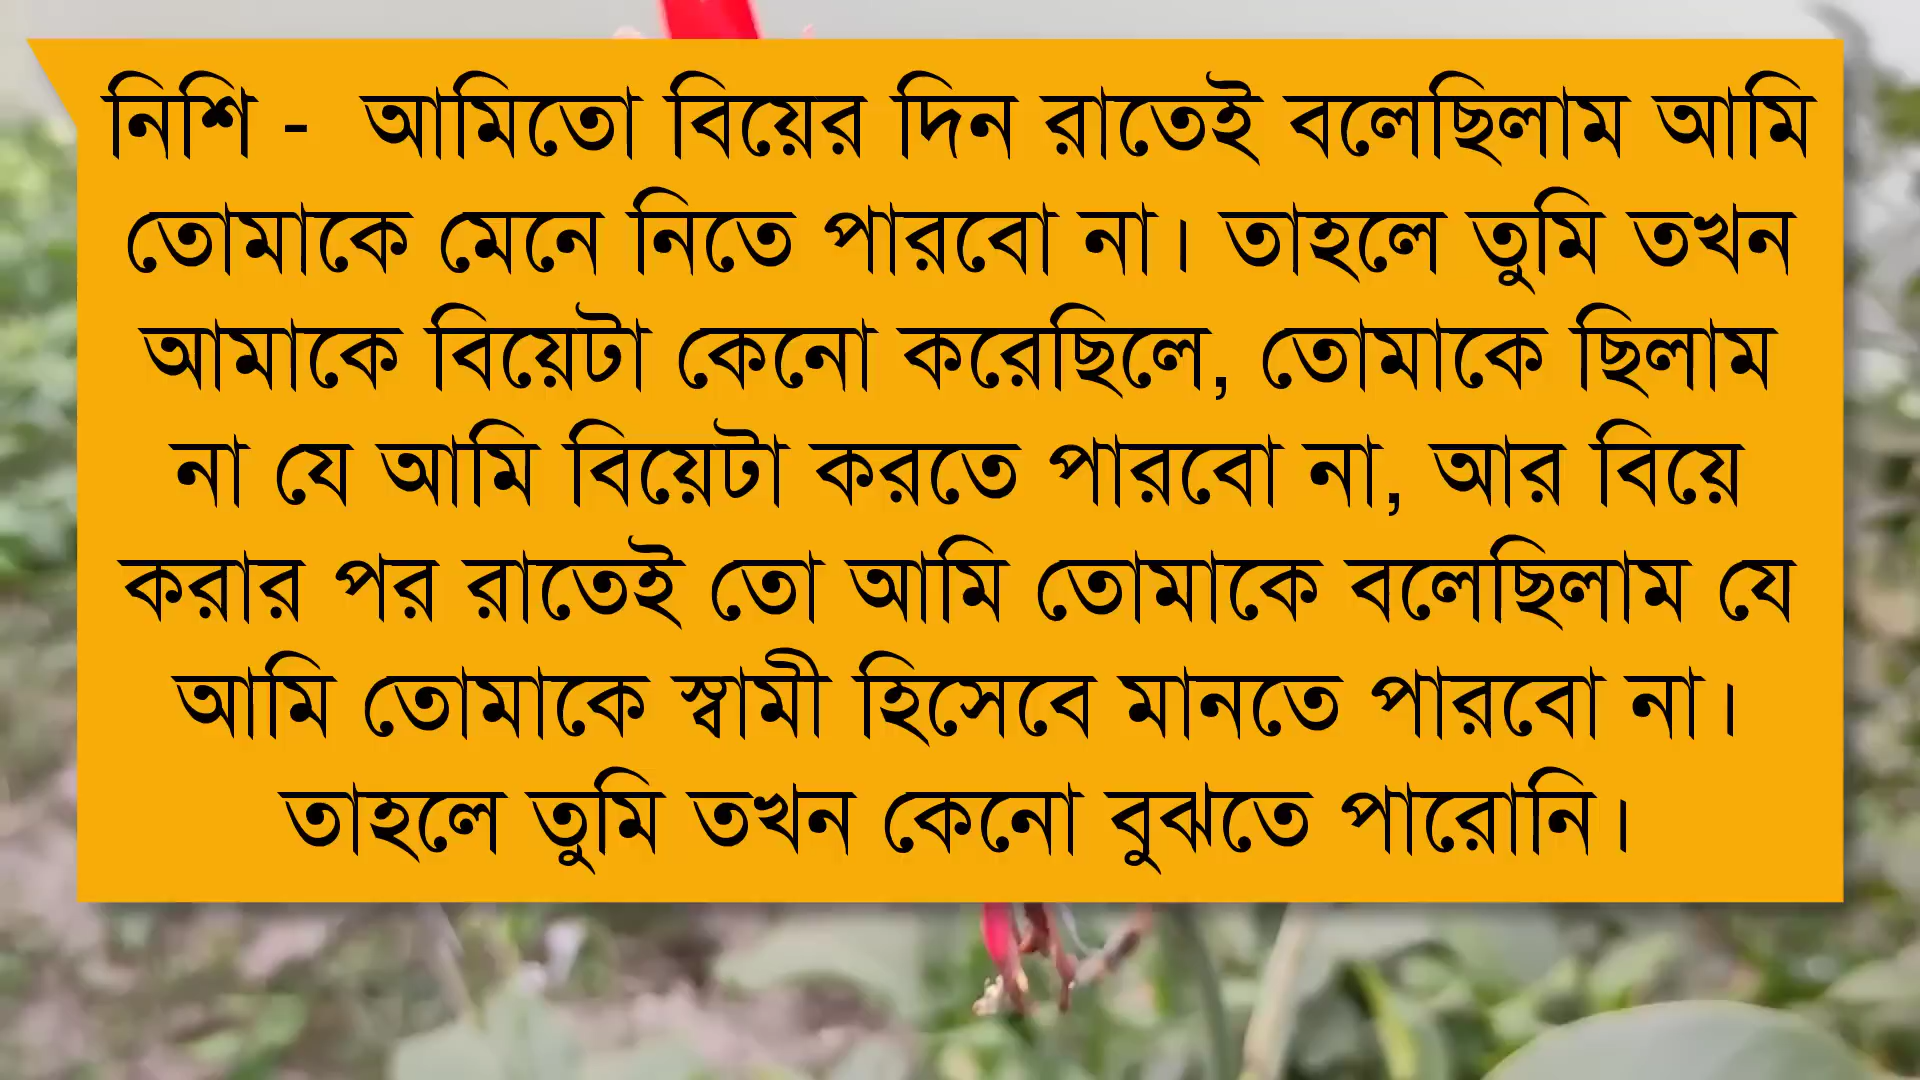 নিশি - আমিতো বিয়ের দিন রাতেই বলেছিলাম আমি
তোমাকে মেনে নিতে পারবো না। তাহলে তুমি তখন
আমাকে বিয়েটা কেনো করেছিলে, তোমাকে ছিলাম
না যে আমি বিয়েটা করতে পারবো না, আর বিয়ে
করার পর রাতেই তো আমি তোমাকে বলেছিলাম যে
আমি তোমাকে স্বামী হিসেবে মানতে পারবো না।
তাহলে তুমি তখন কেনো বুঝতে পারোনি।